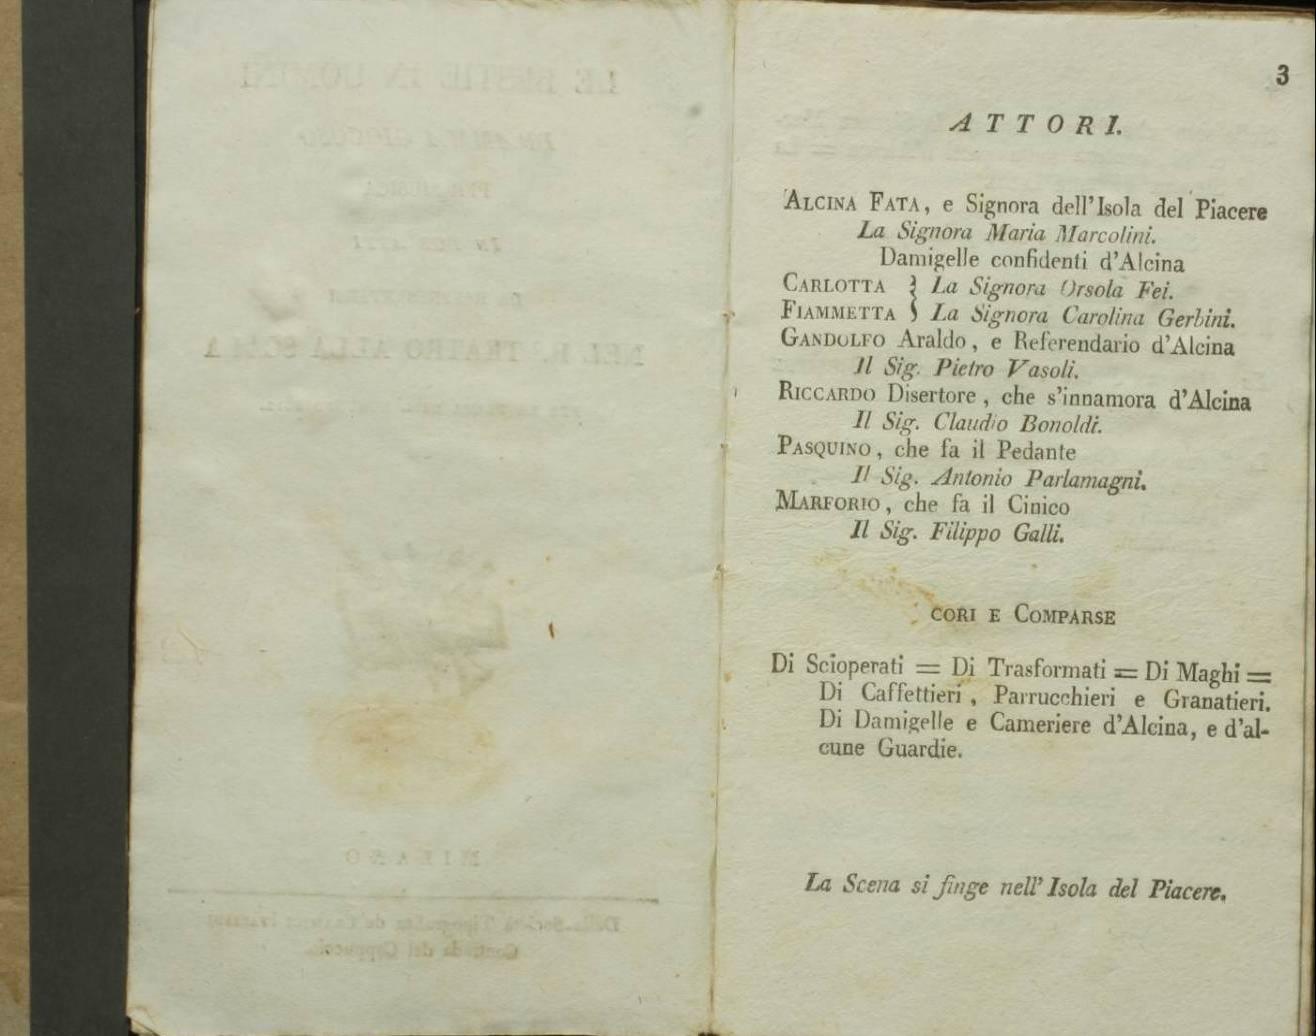 3
ATTORI.
ALCINA FATA, e Signora dell'Isola del Piacere
La Signora Maria Marcolini.
Damigelle confidenti d'Alcina
CARLOTTA } La Signora Orsola Fei.
FIAMMETTA } La Signora Carolina Gerbini.
GANDOLFO Araldo, e Referendario d'Alcina
Il Sig. Pietro Vasoli.
RICCARDO Disertore, che s'innamora d'Alcina
Il Sig. Claudio Bonoldi.
PASQUINO, che fa il Pedante
Il Sig. Antonio Parlamagni.
MARFORIO, che fa il Cinico
Il Sig. Filippo Galli.
CORI E COMPARSE
Di Scioperati = Di Trasformati = Di Maghi =
Di Caffettieri, Parrucchieri e Granatieri.
Di Damigelle e Cameriere d'Alcina, e d'al-
cune Guardie.
La Scena si finge nell'Isola del Piacere.